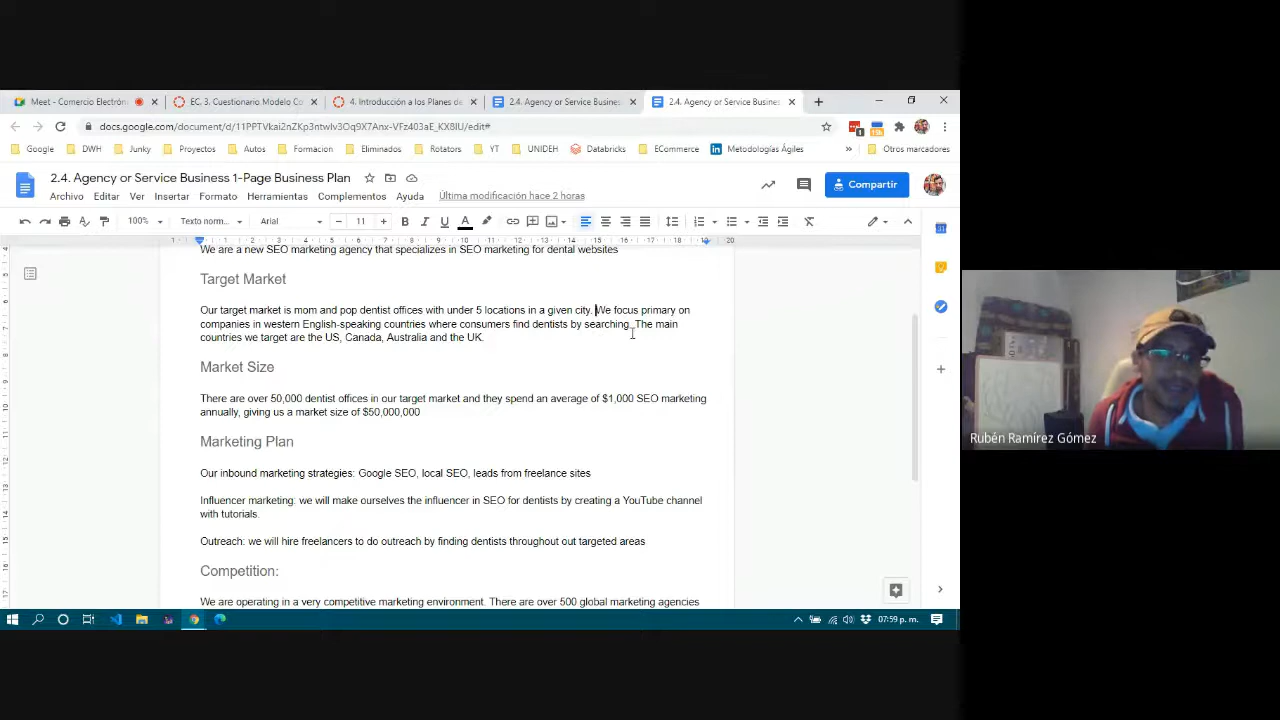 Meet - Comercio Electrón
EC. 3. Cuestionario Modelo Co
4. Introducción a los Planes de
2.4. Agency or Service Business
2.4. Agency or Service Busines
docs.google.com/document/d/11PPTVkai2nZKp3ntwIv3Oq9X7Anx-VFz403aE_KX8IU/edit#
Google DWH Junky Proyectos Autos Formacion Eliminados Rotators YT UNIDEH Databricks ECommerce Metodologías Ágiles » Otros marcadores
2.4. Agency or Service Business 1-Page Business Plan
Archivo Editar Ver Insertar Formato Herramientas Complementos Ayuda Última modificación hace 2 horas
Compartir
100% Texto norm... Arial 11
We are a new SEO marketing agency that specializes in SEO marketing for dental websites
Target Market
Our target market is mom and pop dentist offices with under 5 locations in a given city. We focus primary on
companies in western English-speaking countries where consumers find dentists by searching. The main
countries we target are the US, Canada, Australia and the UK.
Market Size
There are over 50,000 dentist offices in our target market and they spend an average of $1,000 SEO marketing
annually, giving us a market size of $50,000,000
Marketing Plan
Our inbound marketing strategies: Google SEO, local SEO, leads from freelance sites
Influencer marketing: we will make ourselves the influencer in SEO for dentists by creating a YouTube channel
with tutorials.
Outreach: we will hire freelancers to do outreach by finding dentists throughout out targeted areas
Competition:
We are operating in a very competitive marketing environment. There are over 500 global marketing agencies
07:59 p. m.
Rubén Ramírez Gómez